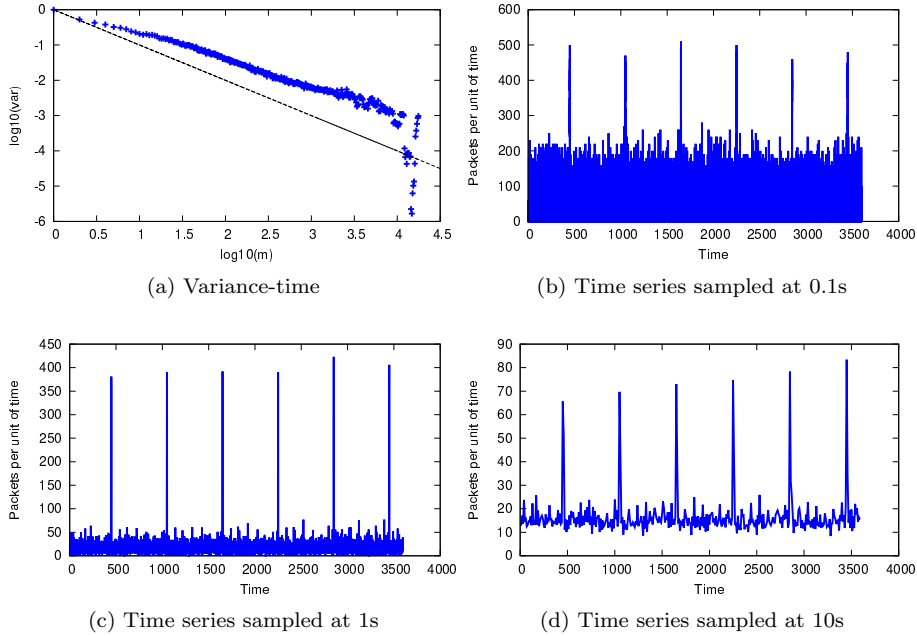 0
-1
-2
-3
-4
-5
-6
log10(var)
0 0.5 1 1.5 2 2.5 3 3.5 4 4.5
log10(m)
(a) Variance-time
600
500
400
300
200
100
0
Packets per unit of time
0 500 1000 1500 2000 2500 3000 3500 4000
Time
(b) Time series sampled at 0.1s
450
400
350
300
250
200
150
100
50
0
Packets per unit of time
0 500 1000 1500 2000 2500 3000 3500 4000
Time
(c) Time series sampled at 1s
90
80
70
60
50
40
30
20
10
0
Packets per unit of time
0 500 1000 1500 2000 2500 3000 3500 4000
Time
(d) Time series sampled at 10s